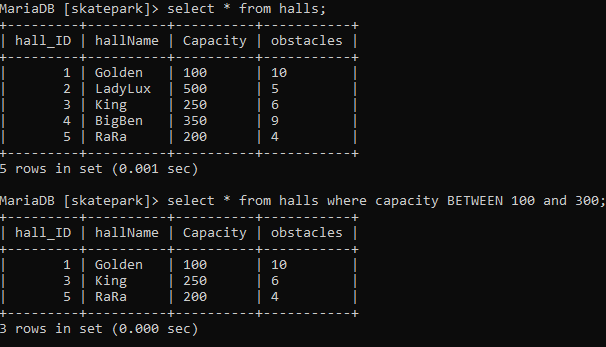 MariaDB [skatepark]> select * from halls;
+---------+----------+----------+-----------+
| hall_ID | hallName | Capacity | obstacles |
+---------+----------+----------+-----------+
|       1 | Golden   | 100      | 10        |
|       2 | LadyLux  | 500      | 5         |
|       3 | King     | 250      | 6         |
|       4 | BigBen   | 350      | 9         |
|       5 | RaRa     | 200      | 4         |
+---------+----------+----------+-----------+
5 rows in set (0.001 sec)
MariaDB [skatepark]> select * from halls where capacity BETWEEN 100 and 300;
+---------+----------+----------+-----------+
| hall_ID | hallName | Capacity | obstacles |
+---------+----------+----------+-----------+
|       1 | Golden   | 100      | 10        |
|       3 | King     | 250      | 6         |
|       5 | RaRa     | 200      | 4         |
+---------+----------+----------+-----------+
3 rows in set (0.000 sec)